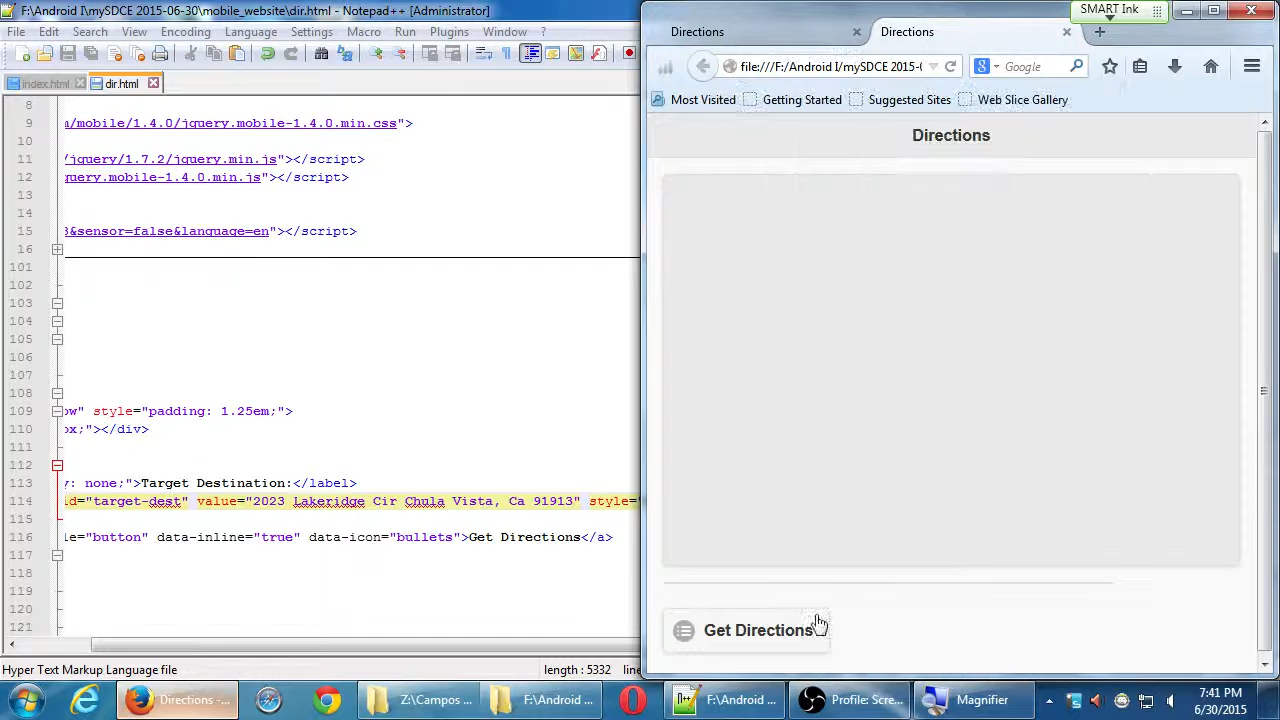 F:\Android I\mySDCE 2015-06-30\mobile_website\dir.html - Notepad++ [Administrator]
File Edit Search View Encoding Language Settings Macro Run Plugins Window ?
index.html dir.html
8
9 m/mobile/1.4.0/jquery.mobile-1.4.0.min.css">
10
11 /jquery/1.7.2/jquery.min.js"></script>
12 query.mobile-1.4.0.min.js"></script>
13
14
15 &sensor=false&language=en"></script>
16
101
102
103
104
105
106
107
108
109 ow" style="padding: 1.25em;">
110 px;"></div>
111
112
113 y: none;">Target Destination:</label>
114 id="target-dest" value="2023 Lakeridge Cir Chula Vista, Ca 91913" style=
115
116 le="button" data-inline="true" data-icon="bullets">Get Directions</a>
117
118
119
120
121
Hyper Text Markup Language file length : 5332 line
SMART Ink
Directions Directions
file:///F:/Android I/mySDCE 2015-0 Google
Most Visited Getting Started Suggested Sites Web Slice Gallery
Directions
Get Directions
Directions -... Z:\Campos ... F:\Android ... F:\Android ... Profile: Scre... Magnifier
7:41 PM
6/30/2015